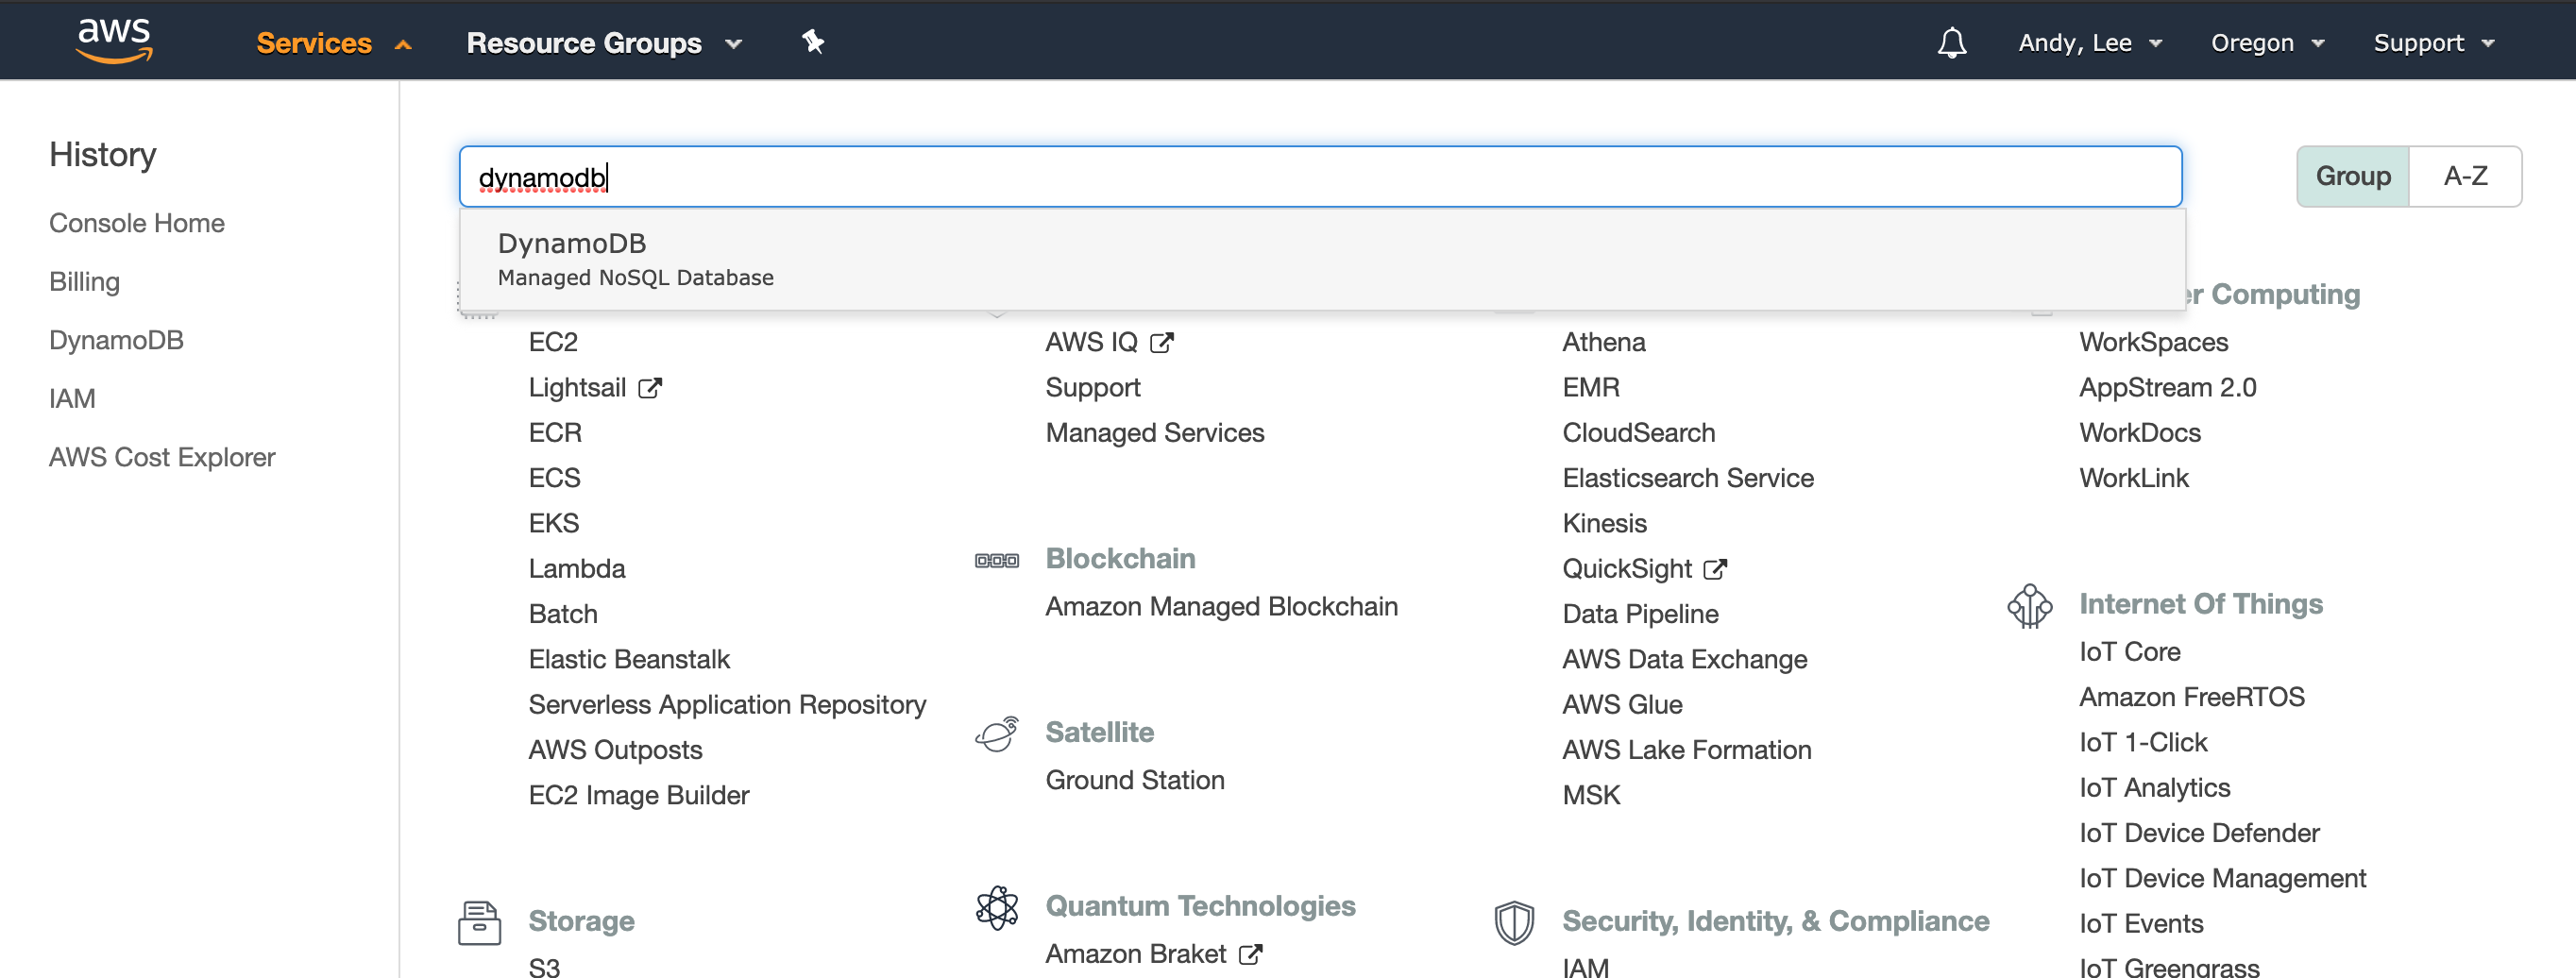 aws
Services
Resource Groups
Andy, Lee
Oregon
Support
History
Console Home
Billing
DynamoDB
IAM
AWS Cost Explorer
dynamodb
Group
A-Z
DynamoDB
Managed NoSQL Database
EC2
Lightsail
ECR
ECS
EKS
Lambda
Batch
Elastic Beanstalk
Serverless Application Repository
AWS Outposts
EC2 Image Builder
Storage
S3
AWS IQ
Support
Managed Services
Blockchain
Amazon Managed Blockchain
Satellite
Ground Station
Quantum Technologies
Amazon Braket
Athena
EMR
CloudSearch
Elasticsearch Service
Kinesis
QuickSight
Data Pipeline
AWS Data Exchange
AWS Glue
AWS Lake Formation
MSK
Security, Identity, & Compliance
IAM
er Computing
WorkSpaces
AppStream 2.0
WorkDocs
WorkLink
Internet Of Things
IoT Core
Amazon FreeRTOS
IoT 1-Click
IoT Analytics
IoT Device Defender
IoT Device Management
IoT Events
IoT Greengrass